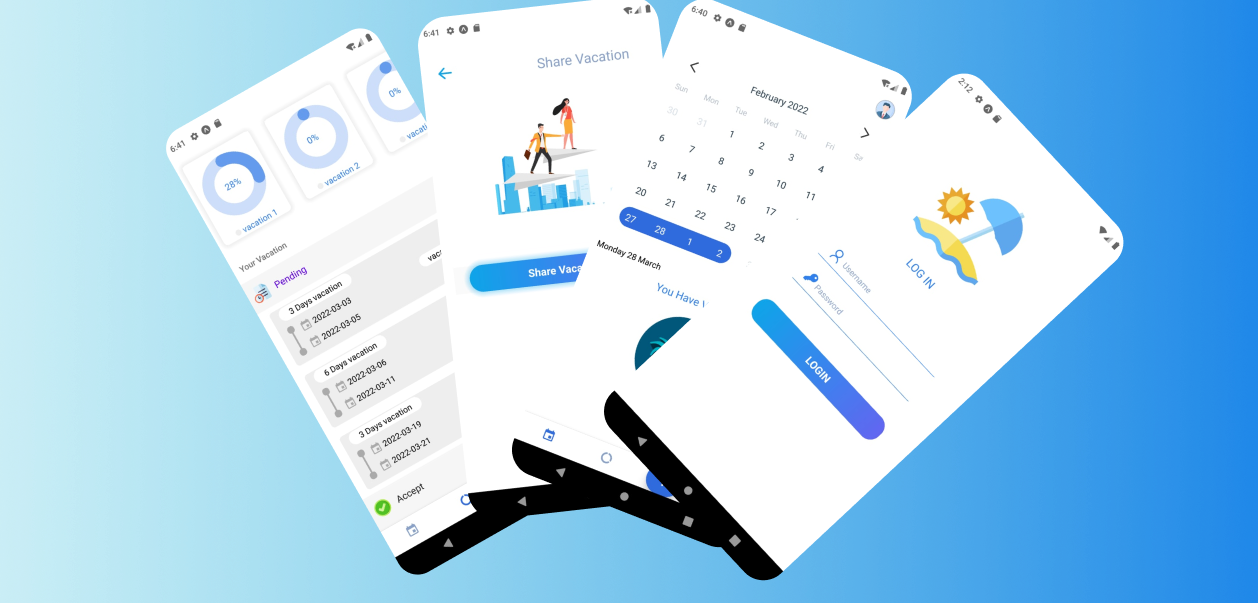 6:41
28%
vacation 1
0%
vacation 2
0%
Your Vacation
Pending
3 Days vacation
2022-03-03
2022-03-05
6 Days vacation
2022-03-06
2022-03-11
3 Days vacation
2022-03-19
2022-03-21
Accept
6:41
Share Vacation
Share Vaca
6:40
February 2022
Sun Mon Tue Wed Thu Fri Sa
30 31 1 2 3 4
6 7 8 9 10 11
13 14 15 16 17
20 21 22 23 24
27 28 1 2
Monday 28 March
You Have
2:12
LOG IN
Username
Password
LOGIN